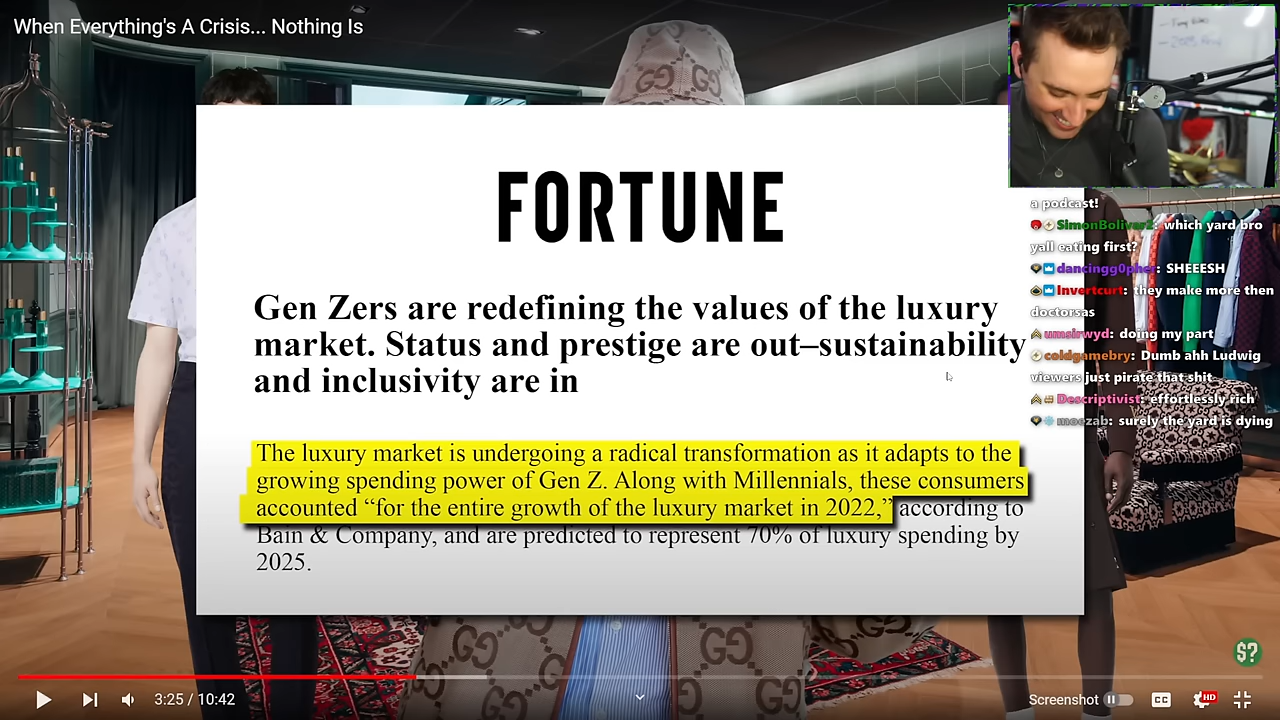 When Everything's A Crisis... Nothing Is
FORTUNE
Gen Zers are redefining the values of the luxury
market. Status and prestige are out–sustainability
and inclusivity are in
The luxury market is undergoing a radical transformation as it adapts to the
growing spending power of Gen Z. Along with Millennials, these consumers
accounted “for the entire growth of the luxury market in 2022,” according to
Bain & Company, and are predicted to represent 70% of luxury spending by
2025.
a podcast!
SimonBoliver2: which yard bro
yall eating first?
dancingg0pher: SHEEESH
Invertcurt: they make more then
doctorsas
umsirwyd: doing my part
coldgamebry: Dumb ahh Ludwig
viewers just pirate that shit
Descriptivist: effortlessly rich
moezab: surely the yard is dying
3:25 / 10:42
Screenshot
CC
HD
$?